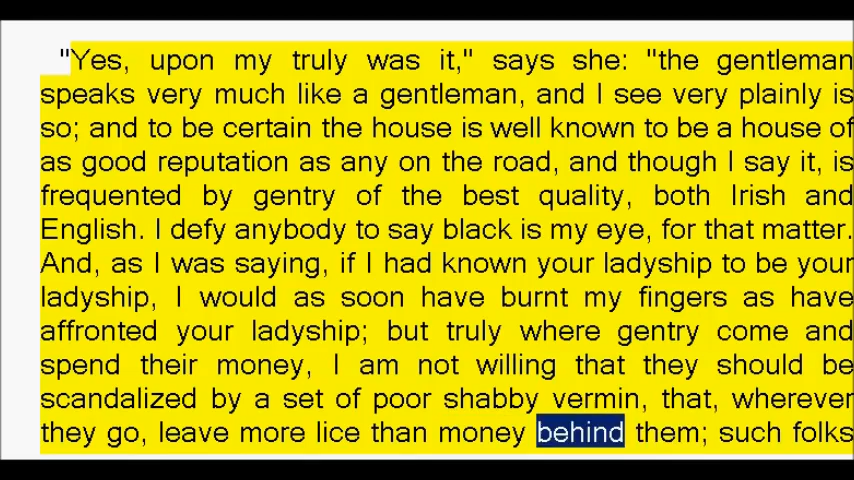 "Yes, upon my truly was it," says she: "the gentleman
speaks very much like a gentleman, and I see very plainly is
so; and to be certain the house is well known to be a house of
as good reputation as any on the road, and though I say it, is
frequented by gentry of the best quality, both Irish and
English. I defy anybody to say black is my eye, for that matter.
And, as I was saying, if I had known your ladyship to be your
ladyship, I would as soon have burnt my fingers as have
affronted your ladyship; but truly where gentry come and
spend their money, I am not willing that they should be
scandalized by a set of poor shabby vermin, that, wherever
they go, leave more lice than money behind them; such folks